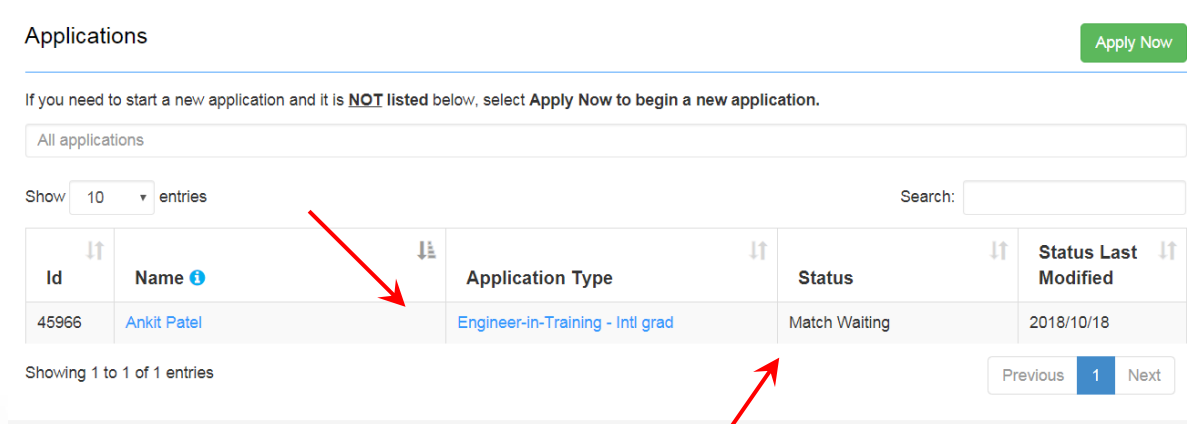 Applications
Apply Now
If you need to start a new application and it is NOT listed below, select Apply Now to begin a new application.
All applications
Show 10 entries
Search:
Id Name Application Type Status Status Last Modified
45966 Ankit Patel Engineer-in-Training - Intl grad Match Waiting 2018/10/18
Showing 1 to 1 of 1 entries
Previous 1 Next